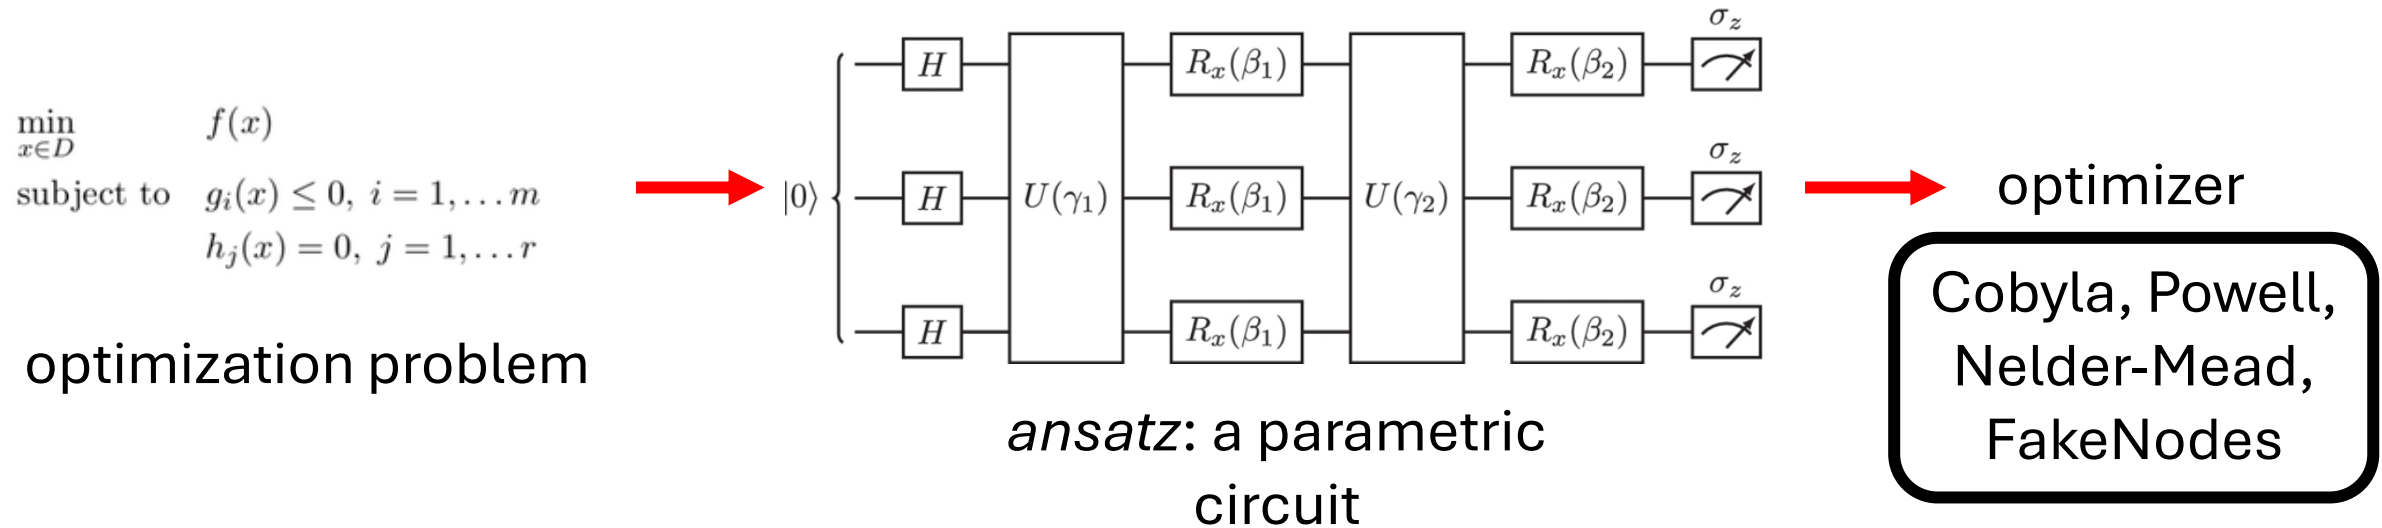 min f(x)
x∈D
subject to g_i(x) ≤ 0, i = 1, . . . m
h_j(x) = 0, j = 1, . . . r
optimization problem
|0⟩
H U(γ₁) R_x(β₁) U(γ₂) R_x(β₂) σ_z
H R_x(β₁) R_x(β₂) σ_z
H R_x(β₁) R_x(β₂) σ_z
ansatz: a parametric
circuit
optimizer
Cobyla, Powell,
Nelder-Mead,
FakeNodes